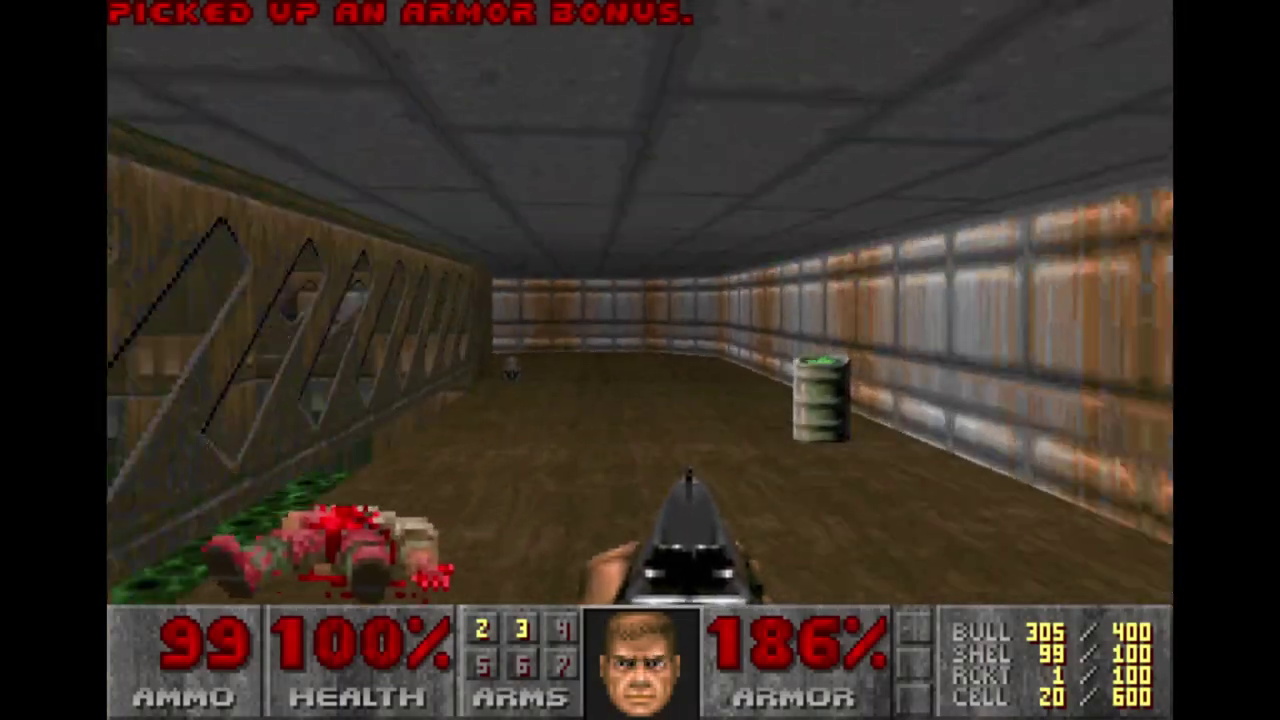 PICKED UP AN ARMOR BONUS.
99 100% 2 3 4 186% BULL 305 / 400
5 6 7 SHEL 99 / 100
RCKT 1 / 100
AMMO HEALTH ARMS ARMOR CELL 20 / 600